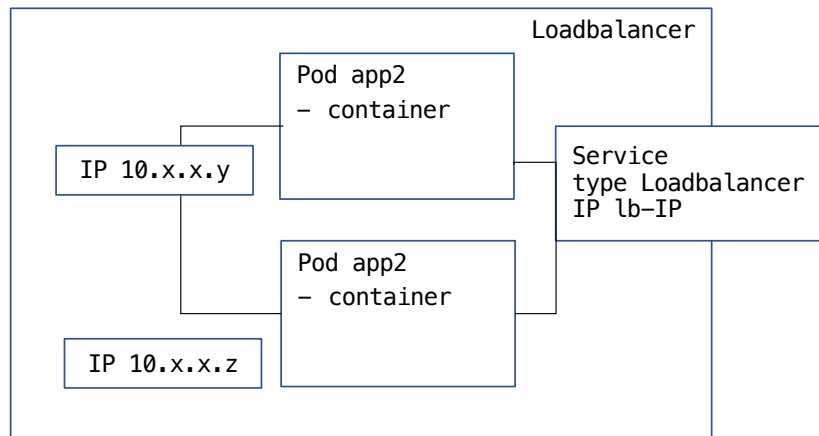 Loadbalancer
Pod app2
– container
IP 10.x.x.y
Service
type Loadbalancer
IP lb–IP
Pod app2
– container
IP 10.x.x.z